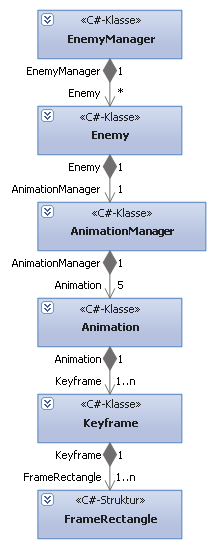 «C#-Klasse»
EnemyManager
EnemyManager 1
Enemy *
«C#-Klasse»
Enemy
Enemy 1
AnimationManager 1
«C#-Klasse»
AnimationManager
AnimationManager 1
Animation 5
«C#-Klasse»
Animation
Animation 1
Keyframe 1..n
«C#-Klasse»
Keyframe
Keyframe 1
FrameRectangle 1..n
«C#-Struktur»
FrameRectangle